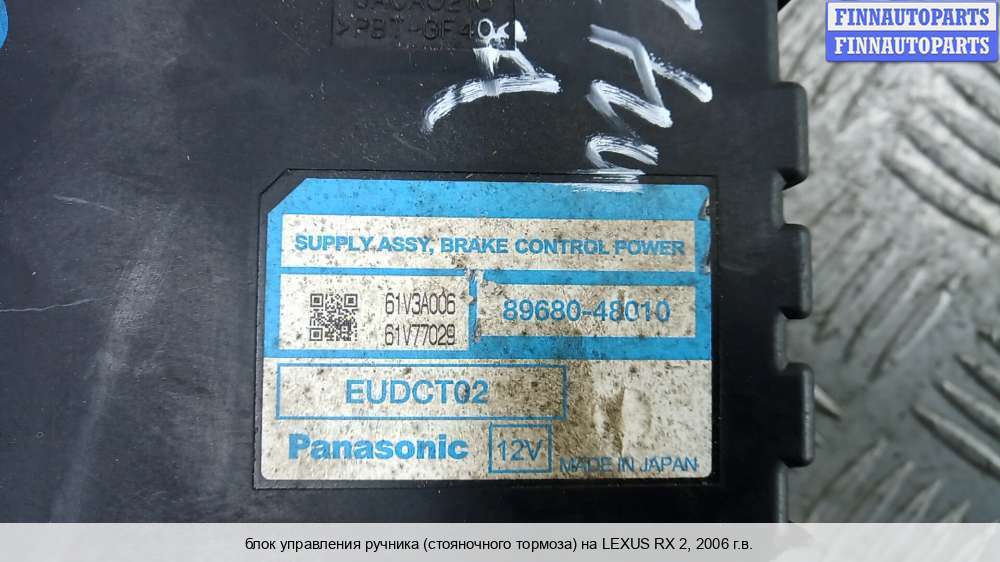 FINNAUTOPARTS
FINNAUTOPARTS
>PBT-GF40<
SUPPLY ASSY, BRAKE CONTROL POWER
61V3A006
61V77029
89680-48010
EUDCT02
Panasonic
12V
MADE IN JAPAN
блок управления ручника (стояночного тормоза) на LEXUS RX 2, 2006 г.в.